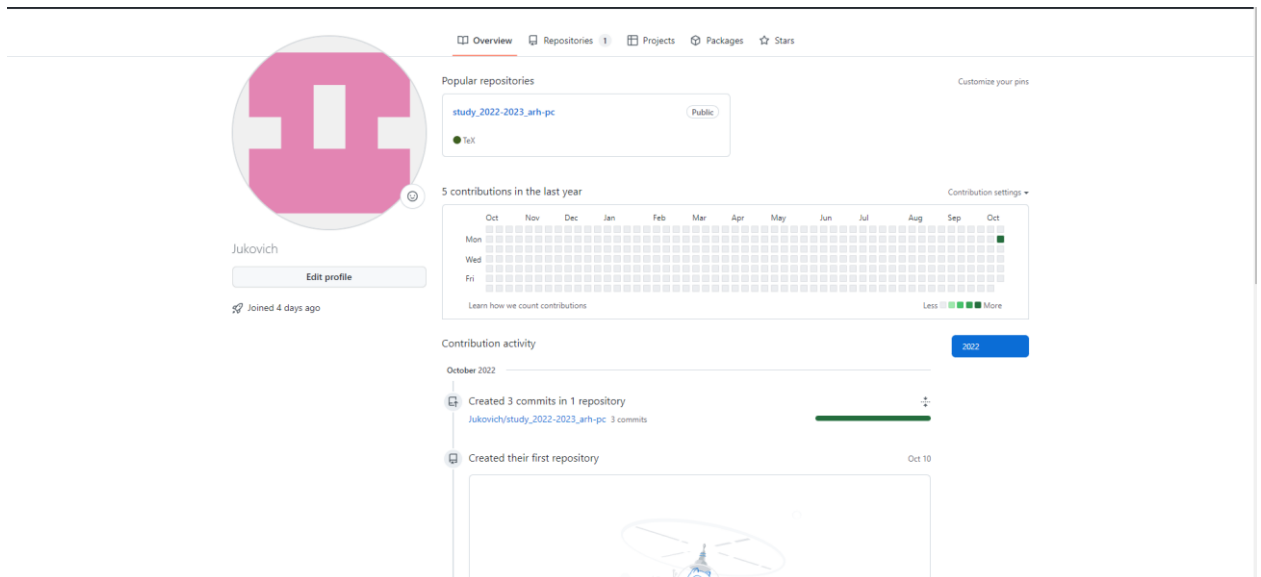 Overview Repositories 1 Projects Packages Stars
Popular repositories Customize your pins
study_2022-2023_arh-pc Public
TeX
5 contributions in the last year Contribution settings
Oct Nov Dec Jan Feb Mar Apr May Jun Jul Aug Sep Oct
Mon
Wed
Fri
Learn how we count contributions Less More
Jukovich
Edit profile
Joined 4 days ago
Contribution activity 2022
October 2022
Created 3 commits in 1 repository
Jukovich/study_2022-2023_arh-pc 3 commits
Created their first repository Oct 10